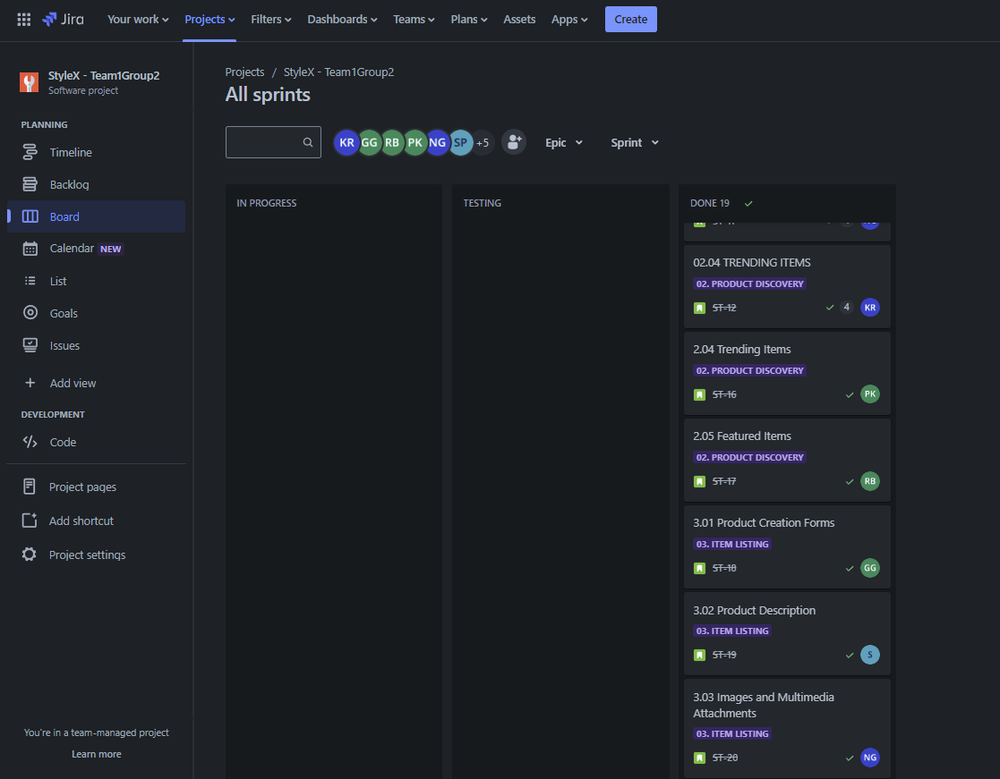 Jira
Your work
Projects
Filters
Dashboards
Teams
Plans
Assets
Apps
Create
StyleX - Team1Group2
Software project
PLANNING
Timeline
Backlog
Board
Calendar NEW
List
Goals
Issues
Add view
DEVELOPMENT
Code
Project pages
Add shortcut
Project settings
You're in a team-managed project
Learn more
Projects / StyleX - Team1Group2
All sprints
KR GG RB PK NG SP +5
Epic
Sprint
IN PROGRESS
TESTING
DONE 19
02.04 TRENDING ITEMS
02. PRODUCT DISCOVERY
ST-12 4 KR
2.04 Trending Items
02. PRODUCT DISCOVERY
ST-16 PK
2.05 Featured Items
02. PRODUCT DISCOVERY
ST-17 RB
3.01 Product Creation Forms
03. ITEM LISTING
ST-18 GG
3.02 Product Description
03. ITEM LISTING
ST-19 S
3.03 Images and Multimedia
Attachments
03. ITEM LISTING
ST-20 NG